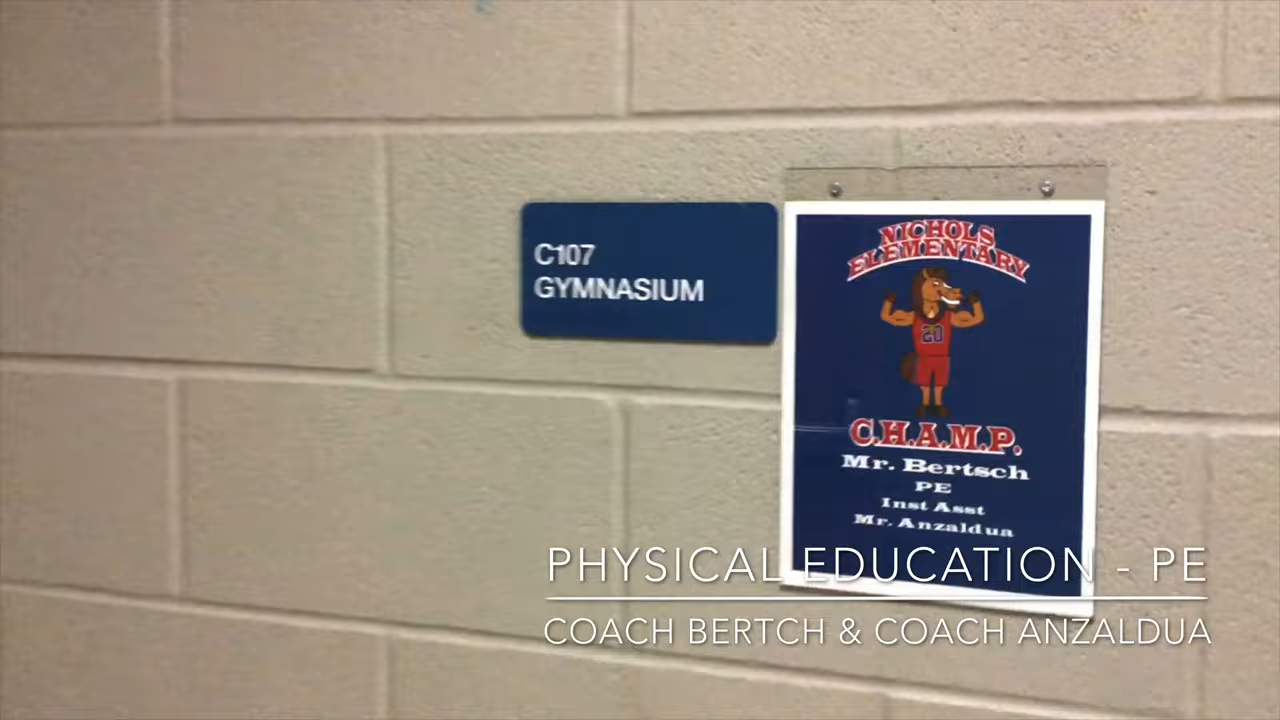 C107
GYMNASIUM
NICHOLS
ELEMENTARY
20
C.H.A.M.P.
Mr. Bertsch
PE
Inst Asst
Mr. Anzaldua
PHYSICAL EDUCATION - PE
COACH BERTCH & COACH ANZALDUA